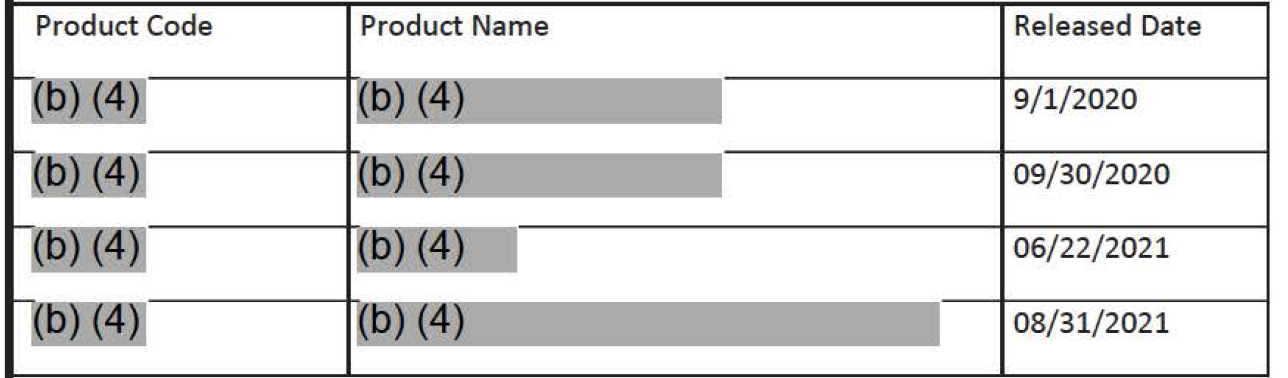 Product Code Product Name Released Date
(b) (4) (b) (4) 9/1/2020
(b) (4) (b) (4) 09/30/2020
(b) (4) (b) (4) 06/22/2021
(b) (4) (b) (4) 08/31/2021